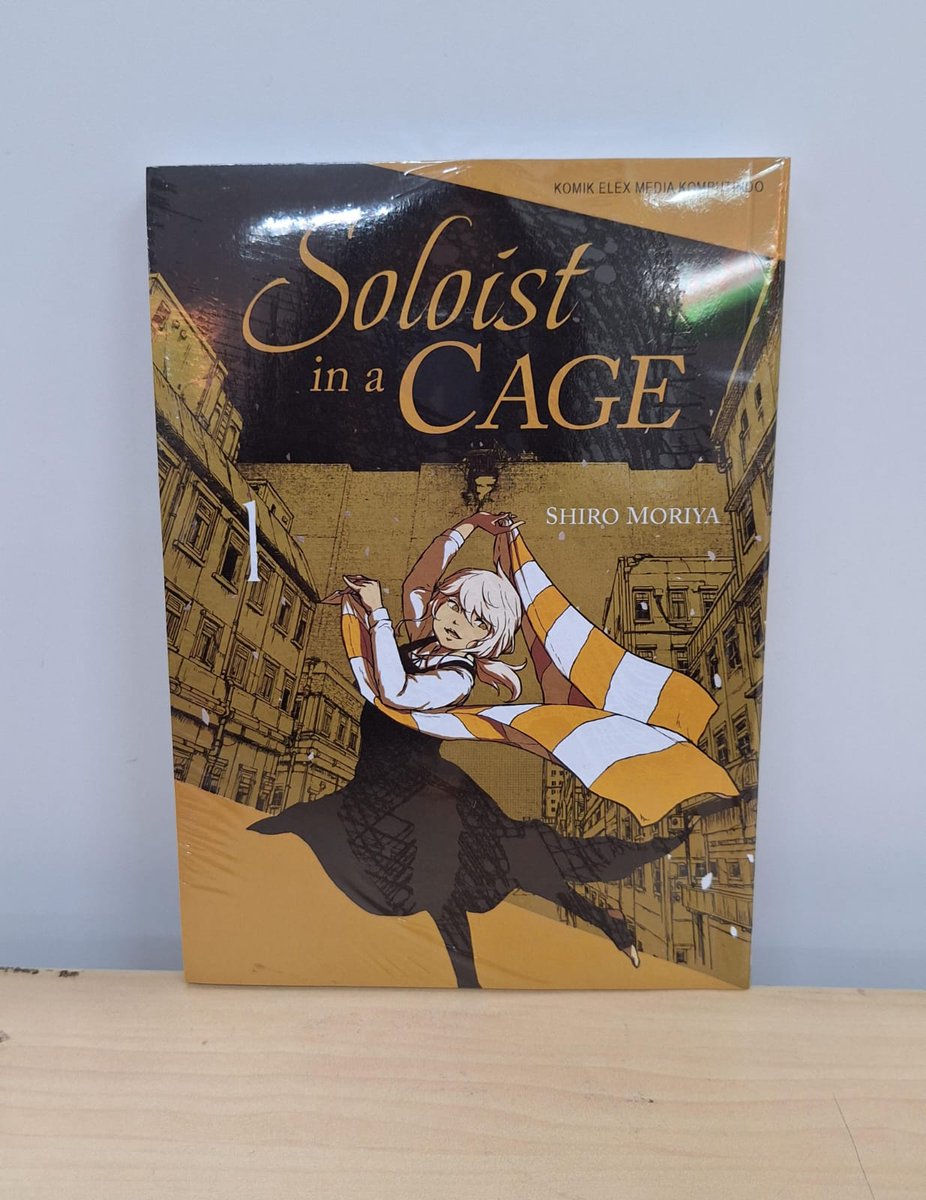 KOMIK ELEX MEDIA KOMPUTINDO
Soloist
in a CAGE
1
SHIRO MORIYA